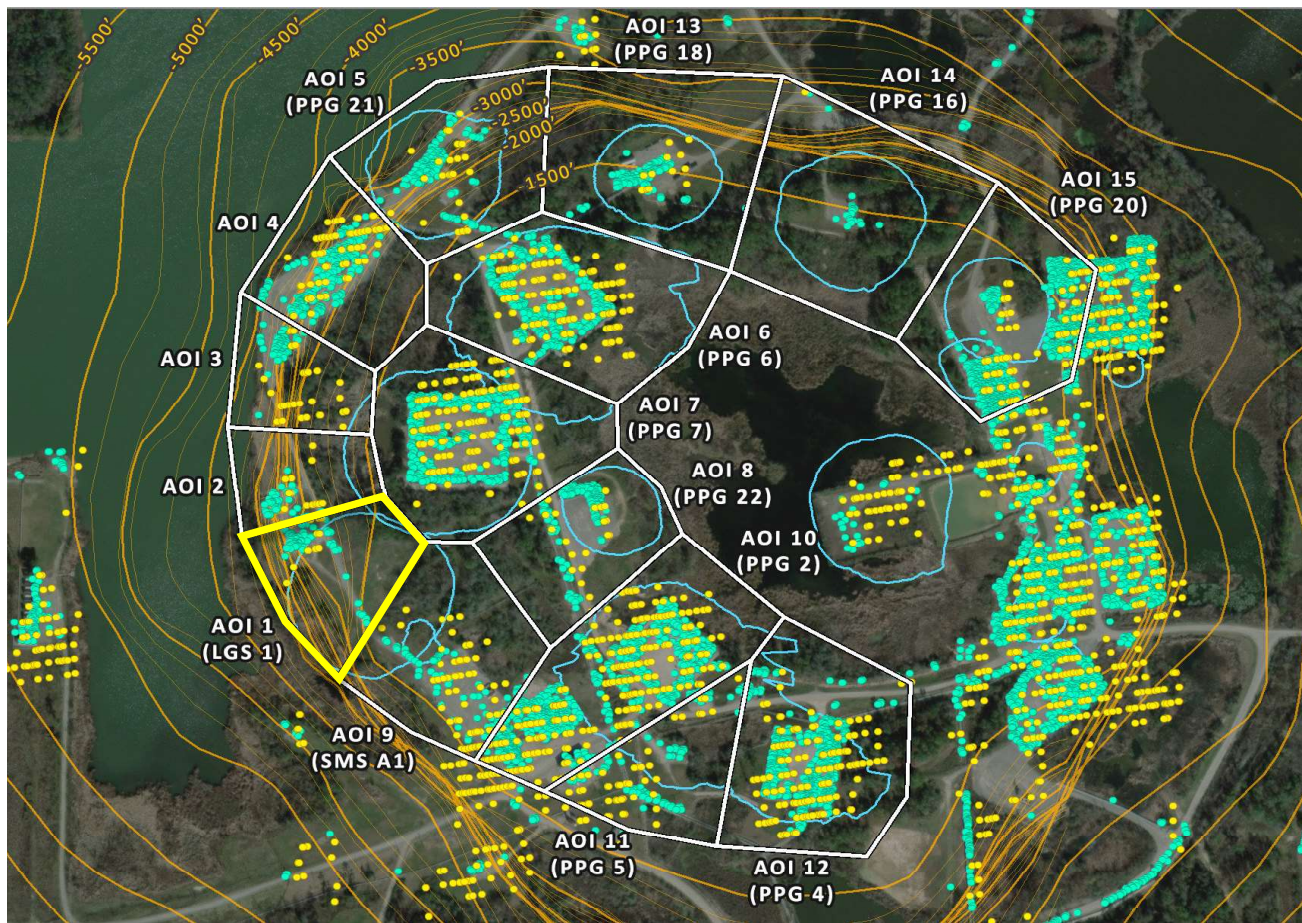 -5500'
-5000'
-4500'
-4000'
-3500'
-3000'
-2500'
-2000'
-1500'
AOI 13
(PPG 18)
AOI 14
(PPG 16)
AOI 5
(PPG 21)
AOI 15
(PPG 20)
AOI 4
AOI 3
AOI 6
(PPG 6)
AOI 7
(PPG 7)
AOI 8
(PPG 22)
AOI 2
AOI 10
(PPG 2)
AOI 1
(LGS 1)
AOI 9
(SMS A1)
AOI 11
(PPG 5)
AOI 12
(PPG 4)